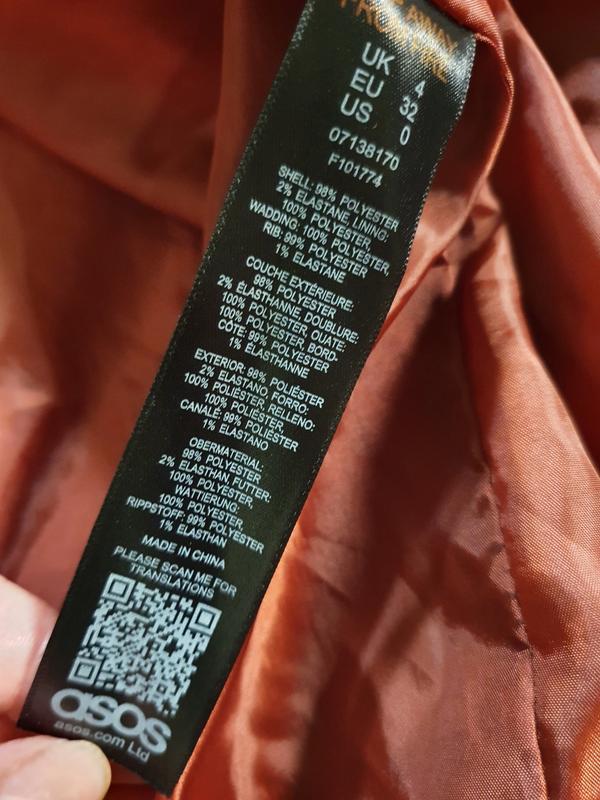 AWAY
FROM FIRE
UK 4
EU 32
US 0
07138170
F101774
SHELL: 98% POLYESTER
2% ELASTANE, LINING:
100% POLYESTER,
WADDING: 100% POLYESTER,
RIB: 99% POLYESTER
1% ELASTANE
COUCHE EXTÉRIEURE:
98% POLYESTER
2% ÉLASTHANNE, DOUBLURE:
100% POLYESTER, OUATE:
100% POLYESTER, BORD-
CÔTE: 99% POLYESTER
1% ÉLASTHANNE
EXTERIOR: 98% POLIÉSTER
2% ELASTANO, FORRO:
100% POLIÉSTER, RELLENO:
100% POLIÉSTER,
CANALÉ: 99% POLIÉSTER
1% ELASTANO
OBERMATERIAL:
98% POLYESTER
2% ELASTHAN, FUTTER:
100% POLYESTER,
WATTIERUNG:
100% POLYESTER,
RIPPSTOFF: 99% POLYESTER
1% ELASTHAN
MADE IN CHINA
PLEASE SCAN ME FOR
TRANSLATIONS
asos
asos.com Ltd